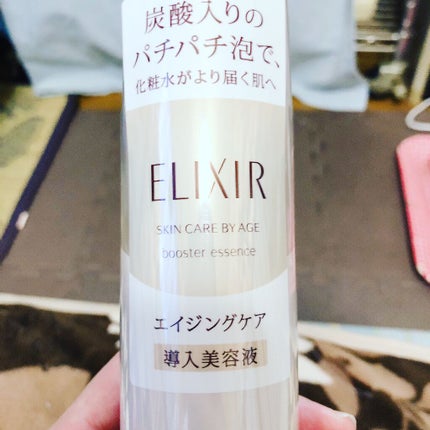 炭酸入りの
パチパチ泡で、
化粧水がより届く肌へ
ELIXIR
SKIN CARE BY AGE
booster essence
エイジングケア
導入美容液